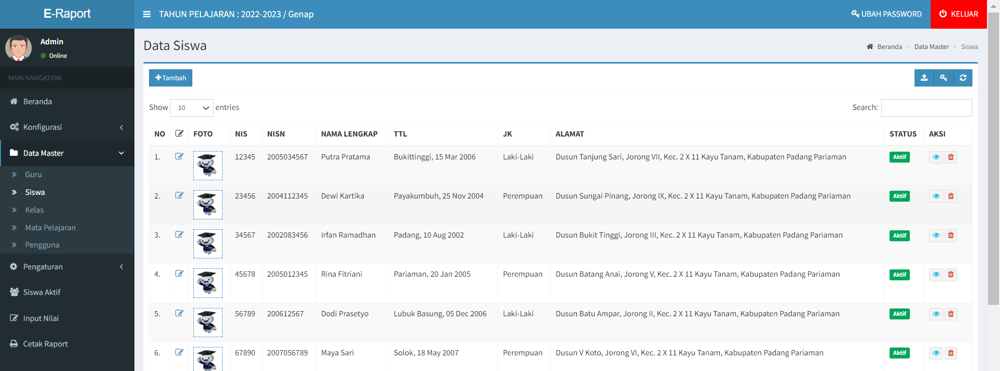 E-Raport
TAHUN PELAJARAN : 2022-2023 / Genap
UBAH PASSWORD
KELUAR
Admin
Online
MAIN NAVIGATION
Beranda
Konfigurasi
Data Master
Guru
Siswa
Kelas
Mata Pelajaran
Pengguna
Pengaturan
Siswa Aktif
Input Nilai
Cetak Raport
Data Siswa
Beranda > Data Master > Siswa
Tambah
Show 10 entries
Search:
NO FOTO NIS NISN NAMA LENGKAP TTL JK ALAMAT STATUS AKSI
1. 12345 2005034567 Putra Pratama Bukittinggi, 15 Mar 2006 Laki-Laki Dusun Tanjung Sari, Jorong VII, Kec. 2 X 11 Kayu Tanam, Kabupaten Padang Pariaman Aktif
2. 23456 2004112345 Dewi Kartika Payakumbuh, 25 Nov 2004 Perempuan Dusun Sungai Pinang, Jorong IX, Kec. 2 X 11 Kayu Tanam, Kabupaten Padang Pariaman Aktif
3. 34567 2002083456 Irfan Ramadhan Padang, 10 Aug 2002 Laki-Laki Dusun Bukit Tinggi, Jorong III, Kec. 2 X 11 Kayu Tanam, Kabupaten Padang Pariaman Aktif
4. 45678 2005012345 Rina Fitriani Pariaman, 20 Jan 2005 Perempuan Dusun Batang Anai, Jorong V, Kec. 2 X 11 Kayu Tanam, Kabupaten Padang Pariaman Aktif
5. 56789 200612567 Dodi Prasetyo Lubuk Basung, 05 Dec 2006 Laki-Laki Dusun Batu Ampar, Jorong II, Kec. 2 X 11 Kayu Tanam, Kabupaten Padang Pariaman Aktif
6. 67890 2007056789 Maya Sari Solok, 18 May 2007 Perempuan Dusun V Koto, Jorong VI, Kec. 2 X 11 Kayu Tanam, Kabupaten Padang Pariaman Aktif